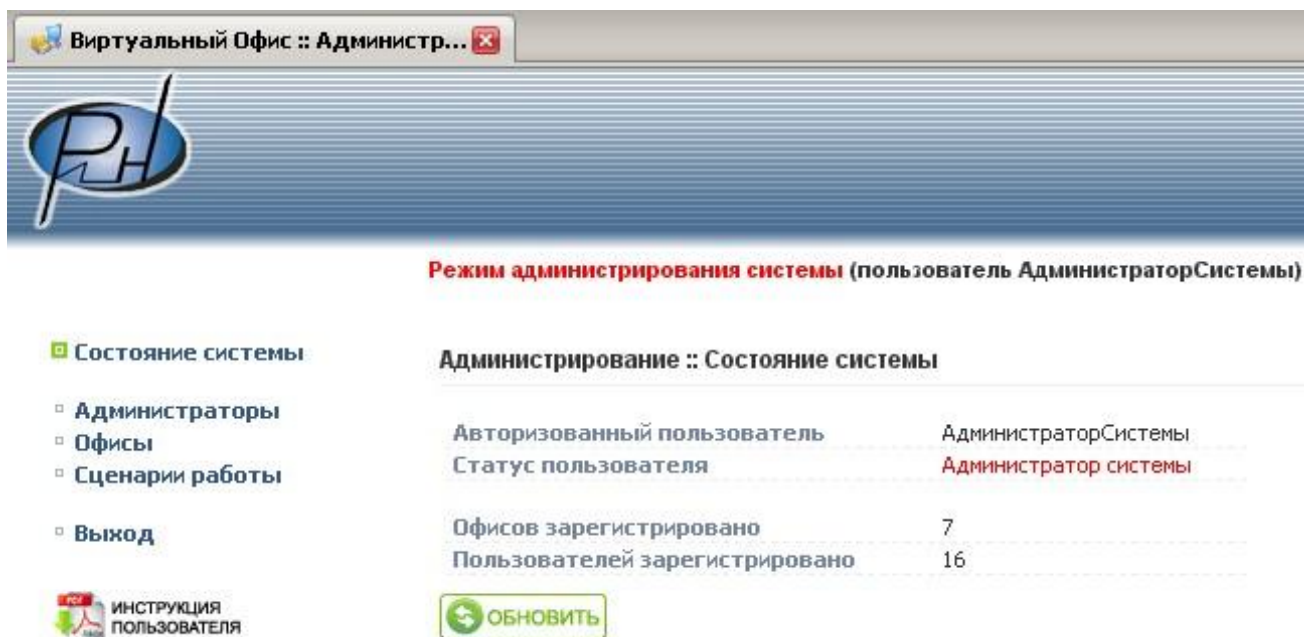 Виртуальный Офис :: Администр...
Режим администрирования системы (пользователь АдминистраторСистемы)
Состояние системы
Администраторы
Офисы
Сценарии работы
Выход
PDF
ИНСТРУКЦИЯ
ПОЛЬЗОВАТЕЛЯ
Администрирование :: Состояние системы
Авторизованный пользователь АдминистраторСистемы
Статус пользователя Администратор системы
Офисов зарегистрировано 7
Пользователей зарегистрировано 16
ОБНОВИТЬ